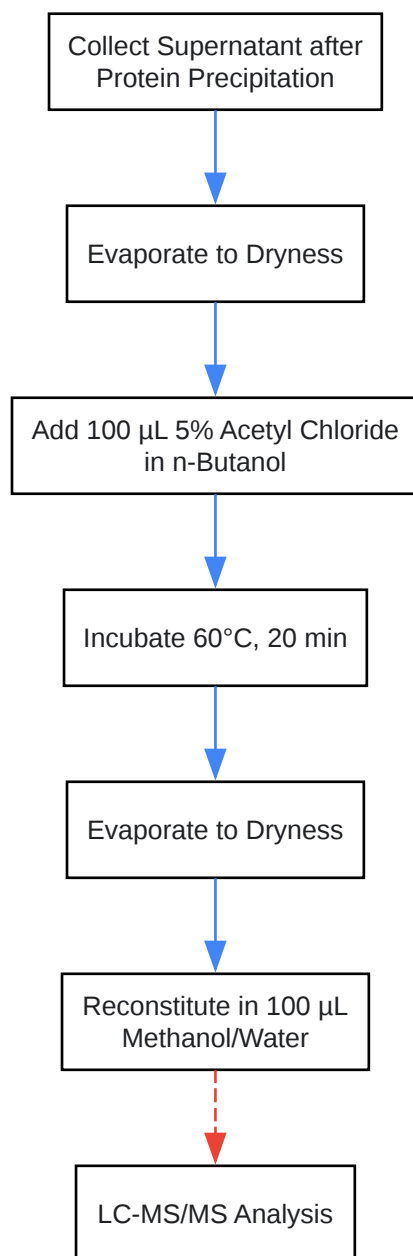 Collect Supernatant after
Protein Precipitation
Evaporate to Dryness
Add 100 µL 5% Acetyl Chloride
in n-Butanol
Incubate 60°C, 20 min
Evaporate to Dryness
Reconstitute in 100 µL
Methanol/Water
LC-MS/MS Analysis